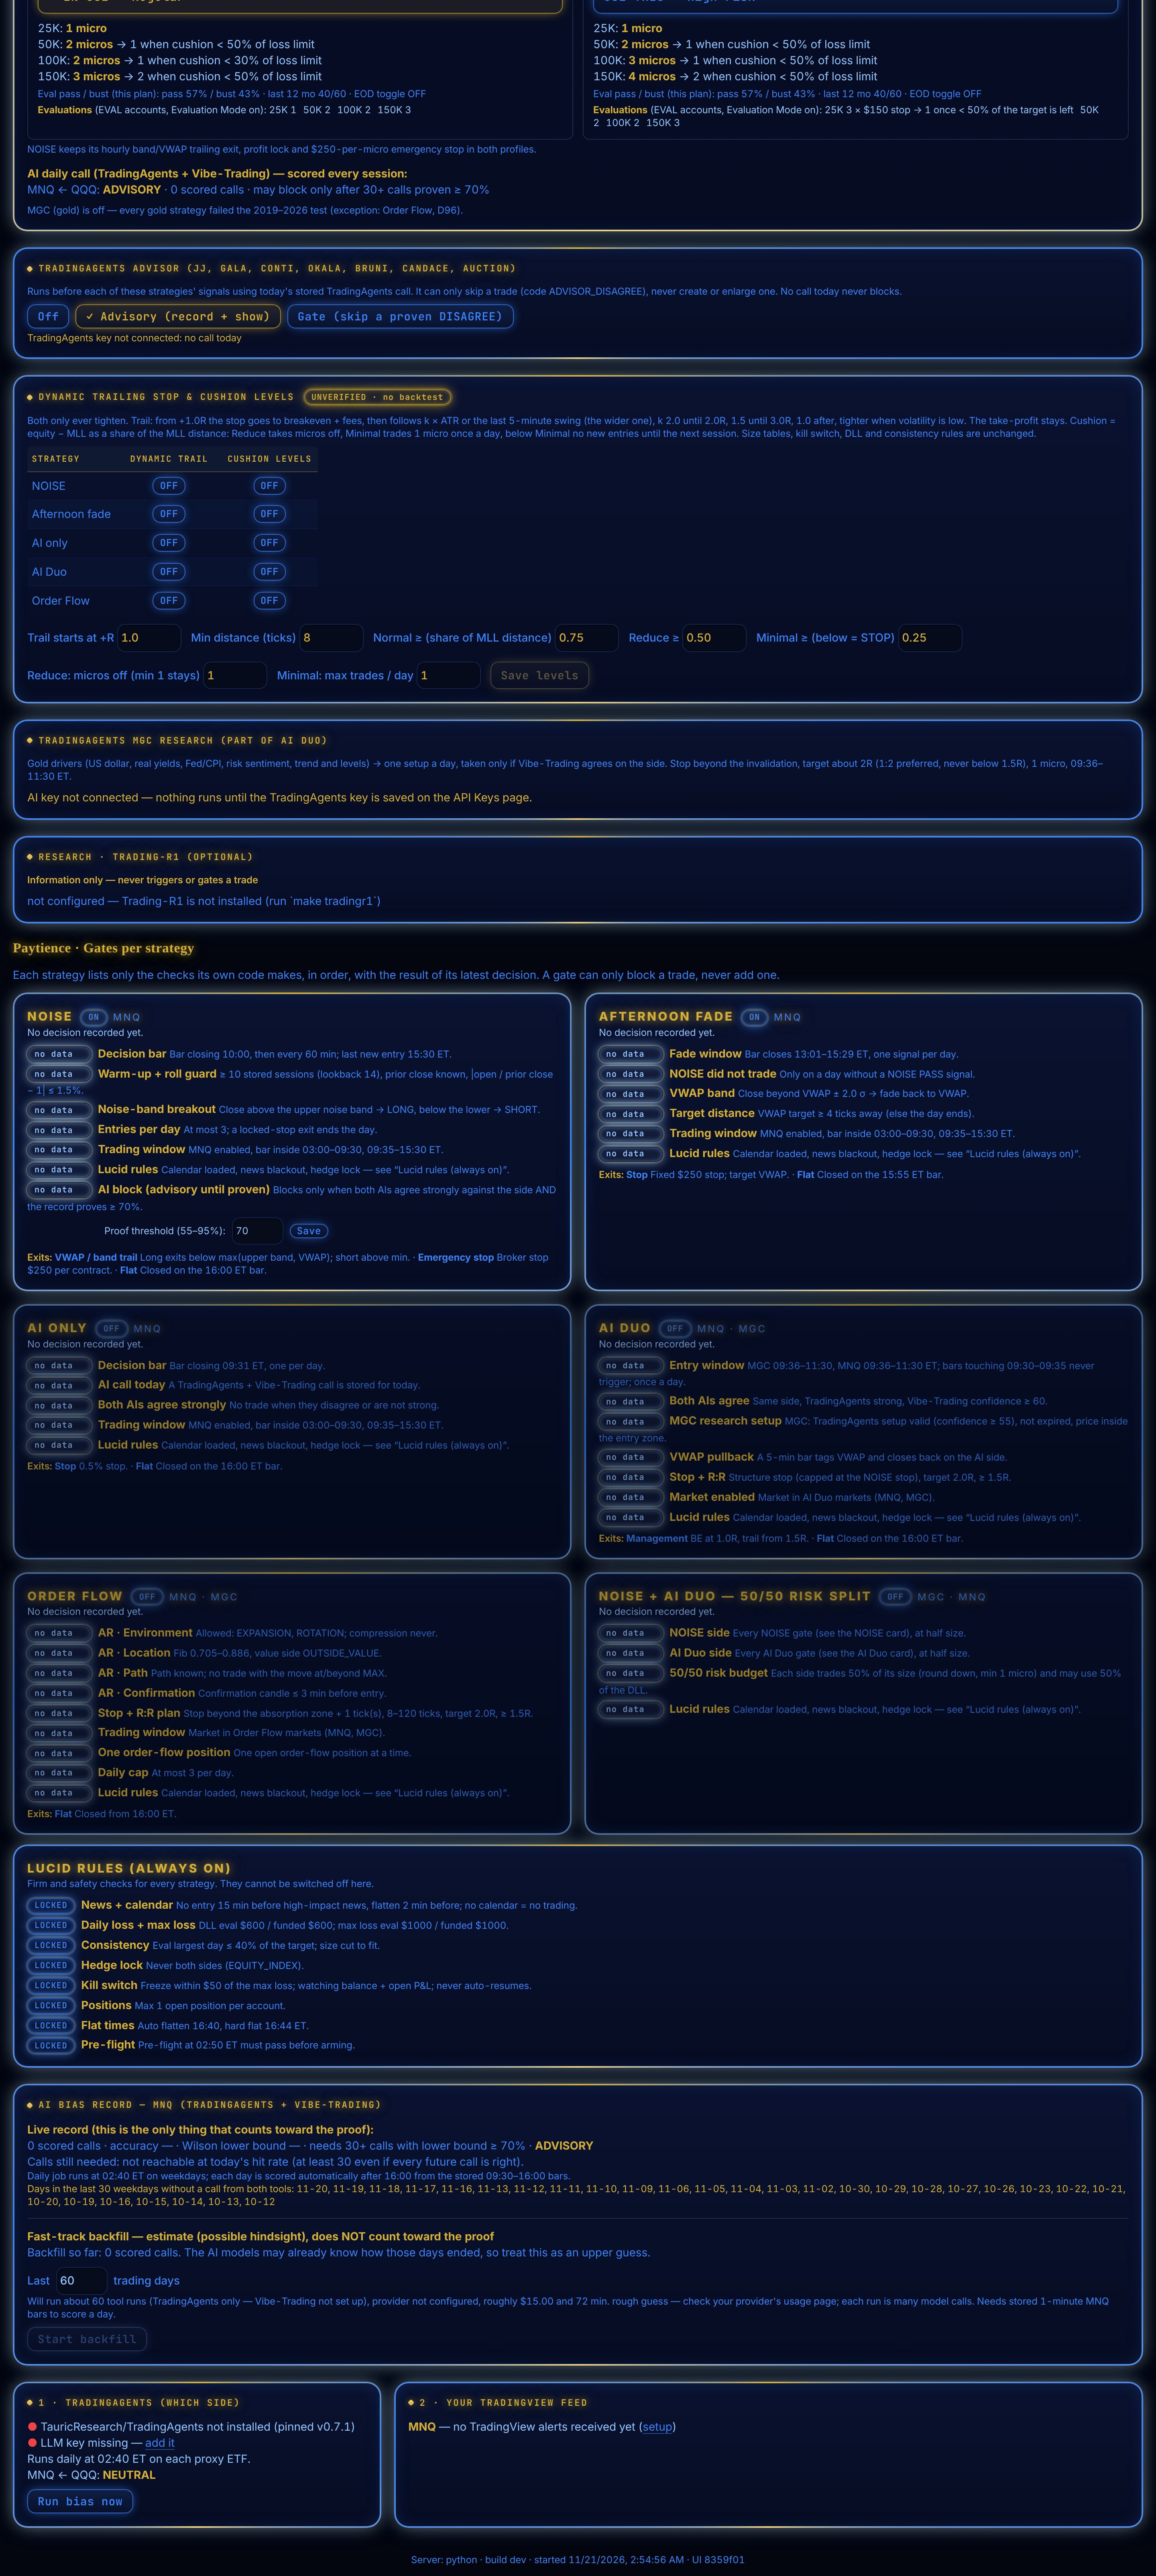 25K: 1 micro
50K: 2 micros → 1 when cushion < 50% of loss limit
100K: 2 micros → 1 when cushion < 30% of loss limit
150K: 3 micros → 2 when cushion < 50% of loss limit
Eval pass / bust (this plan): pass 57% / bust 43% · last 12 mo 40/60 · EOD toggle OFF
Evaluations (EVAL accounts, Evaluation Mode on): 25K 1 50K 2 100K 2 150K 3
25K: 1 micro
50K: 2 micros → 1 when cushion < 50% of loss limit
100K: 3 micros → 1 when cushion < 50% of loss limit
150K: 4 micros → 2 when cushion < 50% of loss limit
Eval pass / bust (this plan): pass 57% / bust 43% · last 12 mo 40/60 · EOD toggle OFF
Evaluations (EVAL accounts, Evaluation Mode on): 25K 3 × $150 stop → 1 once < 50% of the target is left 50K
2 100K 2 150K 3
NOISE keeps its hourly band/VWAP trailing exit, profit lock and $250-per-micro emergency stop in both profiles.
AI daily call (TradingAgents + Vibe-Trading) — scored every session:
MNQ ← QQQ: ADVISORY · 0 scored calls · may block only after 30+ calls proven ≥ 70%
MGC (gold) is off — every gold strategy failed the 2019–2026 test (exception: Order Flow, D96).
TRADINGAGENTS ADVISOR (JJ, GALA, CONTI, OKALA, BRUNI, CANDACE, AUCTION)
Runs before each of these strategies' signals using today's stored TradingAgents call. It can only skip a trade (code ADVISOR_DISAGREE), never create or enlarge one. No call today never blocks.
Off ✓ Advisory (record + show) Gate (skip a proven DISAGREE)
TradingAgents key not connected: no call today
DYNAMIC TRAILING STOP & CUSHION LEVELS UNVERIFIED · no backtest
Both only ever tighten. Trail: from +1.0R the stop goes to breakeven + fees, then follows k × ATR or the last 5-minute swing (the wider one), k 2.0 until 2.0R, 1.5 until 3.0R, 1.0 after, tighter when volatility is low. The take-profit stays. Cushion =
equity − MLL as a share of the MLL distance: Reduce takes micros off, Minimal trades 1 micro once a day, below Minimal no new entries until the next session. Size tables, kill switch, DLL and consistency rules are unchanged.
STRATEGY DYNAMIC TRAIL CUSHION LEVELS
NOISE OFF OFF
Afternoon fade OFF OFF
AI only OFF OFF
AI Duo OFF OFF
Order Flow OFF OFF
Trail starts at +R 1.0 Min distance (ticks) 8 Normal ≥ (share of MLL distance) 0.75 Reduce ≥ 0.50 Minimal ≥ (below = STOP) 0.25
Reduce: micros off (min 1 stays) 1 Minimal: max trades / day 1 Save levels
TRADINGAGENTS MGC RESEARCH (PART OF AI DUO)
Gold drivers (US dollar, real yields, Fed/CPI, risk sentiment, trend and levels) → one setup a day, taken only if Vibe-Trading agrees on the side. Stop beyond the invalidation, target about 2R (1:2 preferred, never below 1.5R), 1 micro, 09:36–
11:30 ET.
AI key not connected — nothing runs until the TradingAgents key is saved on the API Keys page.
RESEARCH · TRADING-R1 (OPTIONAL)
Information only — never triggers or gates a trade
not configured — Trading-R1 is not installed (run `make tradingr1`)
Paytience · Gates per strategy
Each strategy lists only the checks its own code makes, in order, with the result of its latest decision. A gate can only block a trade, never add one.
NOISE ON MNQ
No decision recorded yet.
no data Decision bar Bar closing 10:00, then every 60 min; last new entry 15:30 ET.
no data Warm-up + roll guard ≥ 10 stored sessions (lookback 14), prior close known, |open / prior close
− 1| ≤ 1.5%.
no data Noise-band breakout Close above the upper noise band → LONG, below the lower → SHORT.
no data Entries per day At most 3; a locked-stop exit ends the day.
no data Trading window MNQ enabled, bar inside 03:00–09:30, 09:35–15:30 ET.
no data Lucid rules Calendar loaded, news blackout, hedge lock — see “Lucid rules (always on)”.
no data AI block (advisory until proven) Blocks only when both AIs agree strongly against the side AND
the record proves ≥ 70%.
Proof threshold (55–95%): 70 Save
Exits: VWAP / band trail Long exits below max(upper band, VWAP); short above min. · Emergency stop Broker stop
$250 per contract. · Flat Closed on the 16:00 ET bar.
AFTERNOON FADE ON MNQ
No decision recorded yet.
no data Fade window Bar closes 13:01–15:29 ET, one signal per day.
no data NOISE did not trade Only on a day without a NOISE PASS signal.
no data VWAP band Close beyond VWAP ± 2.0 σ → fade back to VWAP.
no data Target distance VWAP target ≥ 4 ticks away (else the day ends).
no data Trading window MNQ enabled, bar inside 03:00–09:30, 09:35–15:30 ET.
no data Lucid rules Calendar loaded, news blackout, hedge lock — see “Lucid rules (always on)”.
Exits: Stop Fixed $250 stop; target VWAP. · Flat Closed on the 15:55 ET bar.
AI ONLY OFF MNQ
No decision recorded yet.
no data Decision bar Bar closing 09:31 ET, one per day.
no data AI call today A TradingAgents + Vibe-Trading call is stored for today.
no data Both AIs agree strongly No trade when they disagree or are not strong.
no data Trading window MNQ enabled, bar inside 03:00–09:30, 09:35–15:30 ET.
no data Lucid rules Calendar loaded, news blackout, hedge lock — see “Lucid rules (always on)”.
Exits: Stop 0.5% stop. · Flat Closed on the 16:00 ET bar.
AI DUO OFF MNQ · MGC
No decision recorded yet.
no data Entry window MGC 09:36–11:30, MNQ 09:36–11:30 ET; bars touching 09:30–09:35 never
trigger; once a day.
no data Both AIs agree Same side, TradingAgents strong, Vibe-Trading confidence ≥ 60.
no data MGC research setup MGC: TradingAgents setup valid (confidence ≥ 55), not expired, price inside
the entry zone.
no data VWAP pullback A 5-min bar tags VWAP and closes back on the AI side.
no data Stop + R:R Structure stop (capped at the NOISE stop), target 2.0R, ≥ 1.5R.
no data Market enabled Market in AI Duo markets (MNQ, MGC).
no data Lucid rules Calendar loaded, news blackout, hedge lock — see “Lucid rules (always on)”.
Exits: Management BE at 1.0R, trail from 1.5R. · Flat Closed on the 16:00 ET bar.
ORDER FLOW OFF MNQ · MGC
No decision recorded yet.
no data AR · Environment Allowed: EXPANSION, ROTATION; compression never.
no data AR · Location Fib 0.705–0.886, value side OUTSIDE_VALUE.
no data AR · Path Path known; no trade with the move at/beyond MAX.
no data AR · Confirmation Confirmation candle ≤ 3 min before entry.
no data Stop + R:R plan Stop beyond the absorption zone + 1 tick(s), 8–120 ticks, target 2.0R, ≥ 1.5R.
no data Trading window Market in Order Flow markets (MNQ, MGC).
no data One order-flow position One open order-flow position at a time.
no data Daily cap At most 3 per day.
no data Lucid rules Calendar loaded, news blackout, hedge lock — see “Lucid rules (always on)”.
Exits: Flat Closed from 16:00 ET.
NOISE + AI DUO — 50/50 RISK SPLIT OFF MGC · MNQ
No decision recorded yet.
no data NOISE side Every NOISE gate (see the NOISE card), at half size.
no data AI Duo side Every AI Duo gate (see the AI Duo card), at half size.
no data 50/50 risk budget Each side trades 50% of its size (round down, min 1 micro) and may use 50%
of the DLL.
no data Lucid rules Calendar loaded, news blackout, hedge lock — see “Lucid rules (always on)”.
LUCID RULES (ALWAYS ON)
Firm and safety checks for every strategy. They cannot be switched off here.
LOCKED News + calendar No entry 15 min before high-impact news, flatten 2 min before; no calendar = no trading.
LOCKED Daily loss + max loss DLL eval $600 / funded $600; max loss eval $1000 / funded $1000.
LOCKED Consistency Eval largest day ≤ 40% of the target; size cut to fit.
LOCKED Hedge lock Never both sides (EQUITY_INDEX).
LOCKED Kill switch Freeze within $50 of the max loss; watching balance + open P&L; never auto-resumes.
LOCKED Positions Max 1 open position per account.
LOCKED Flat times Auto flatten 16:40, hard flat 16:44 ET.
LOCKED Pre-flight Pre-flight at 02:50 ET must pass before arming.
AI BIAS RECORD — MNQ (TRADINGAGENTS + VIBE-TRADING)
Live record (this is the only thing that counts toward the proof):
0 scored calls · accuracy — · Wilson lower bound — · needs 30+ calls with lower bound ≥ 70% · ADVISORY
Calls still needed: not reachable at today's hit rate (at least 30 even if every future call is right).
Daily job runs at 02:40 ET on weekdays; each day is scored automatically after 16:00 from the stored 09:30–16:00 bars.
Days in the last 30 weekdays without a call from both tools: 11-20, 11-19, 11-18, 11-17, 11-16, 11-13, 11-12, 11-11, 11-10, 11-09, 11-06, 11-05, 11-04, 11-03, 11-02, 10-30, 10-29, 10-28, 10-27, 10-26, 10-23, 10-22, 10-21,
10-20, 10-19, 10-16, 10-15, 10-14, 10-13, 10-12
Fast-track backfill — estimate (possible hindsight), does NOT count toward the proof
Backfill so far: 0 scored calls. The AI models may already know how those days ended, so treat this as an upper guess.
Last 60 trading days
Will run about 60 tool runs (TradingAgents only — Vibe-Trading not set up), provider not configured, roughly $15.00 and 72 min. rough guess — check your provider's usage page; each run is many model calls. Needs stored 1-minute MNQ
bars to score a day.
Start backfill
1 · TRADINGAGENTS (WHICH SIDE)
TauricResearch/TradingAgents not installed (pinned v0.7.1)
LLM key missing — add it
Runs daily at 02:40 ET on each proxy ETF.
MNQ ← QQQ: NEUTRAL
Run bias now
2 · YOUR TRADINGVIEW FEED
MNQ — no TradingView alerts received yet (setup)
Server: python · build dev · started 11/21/2026, 2:54:56 AM · UI 8359f01